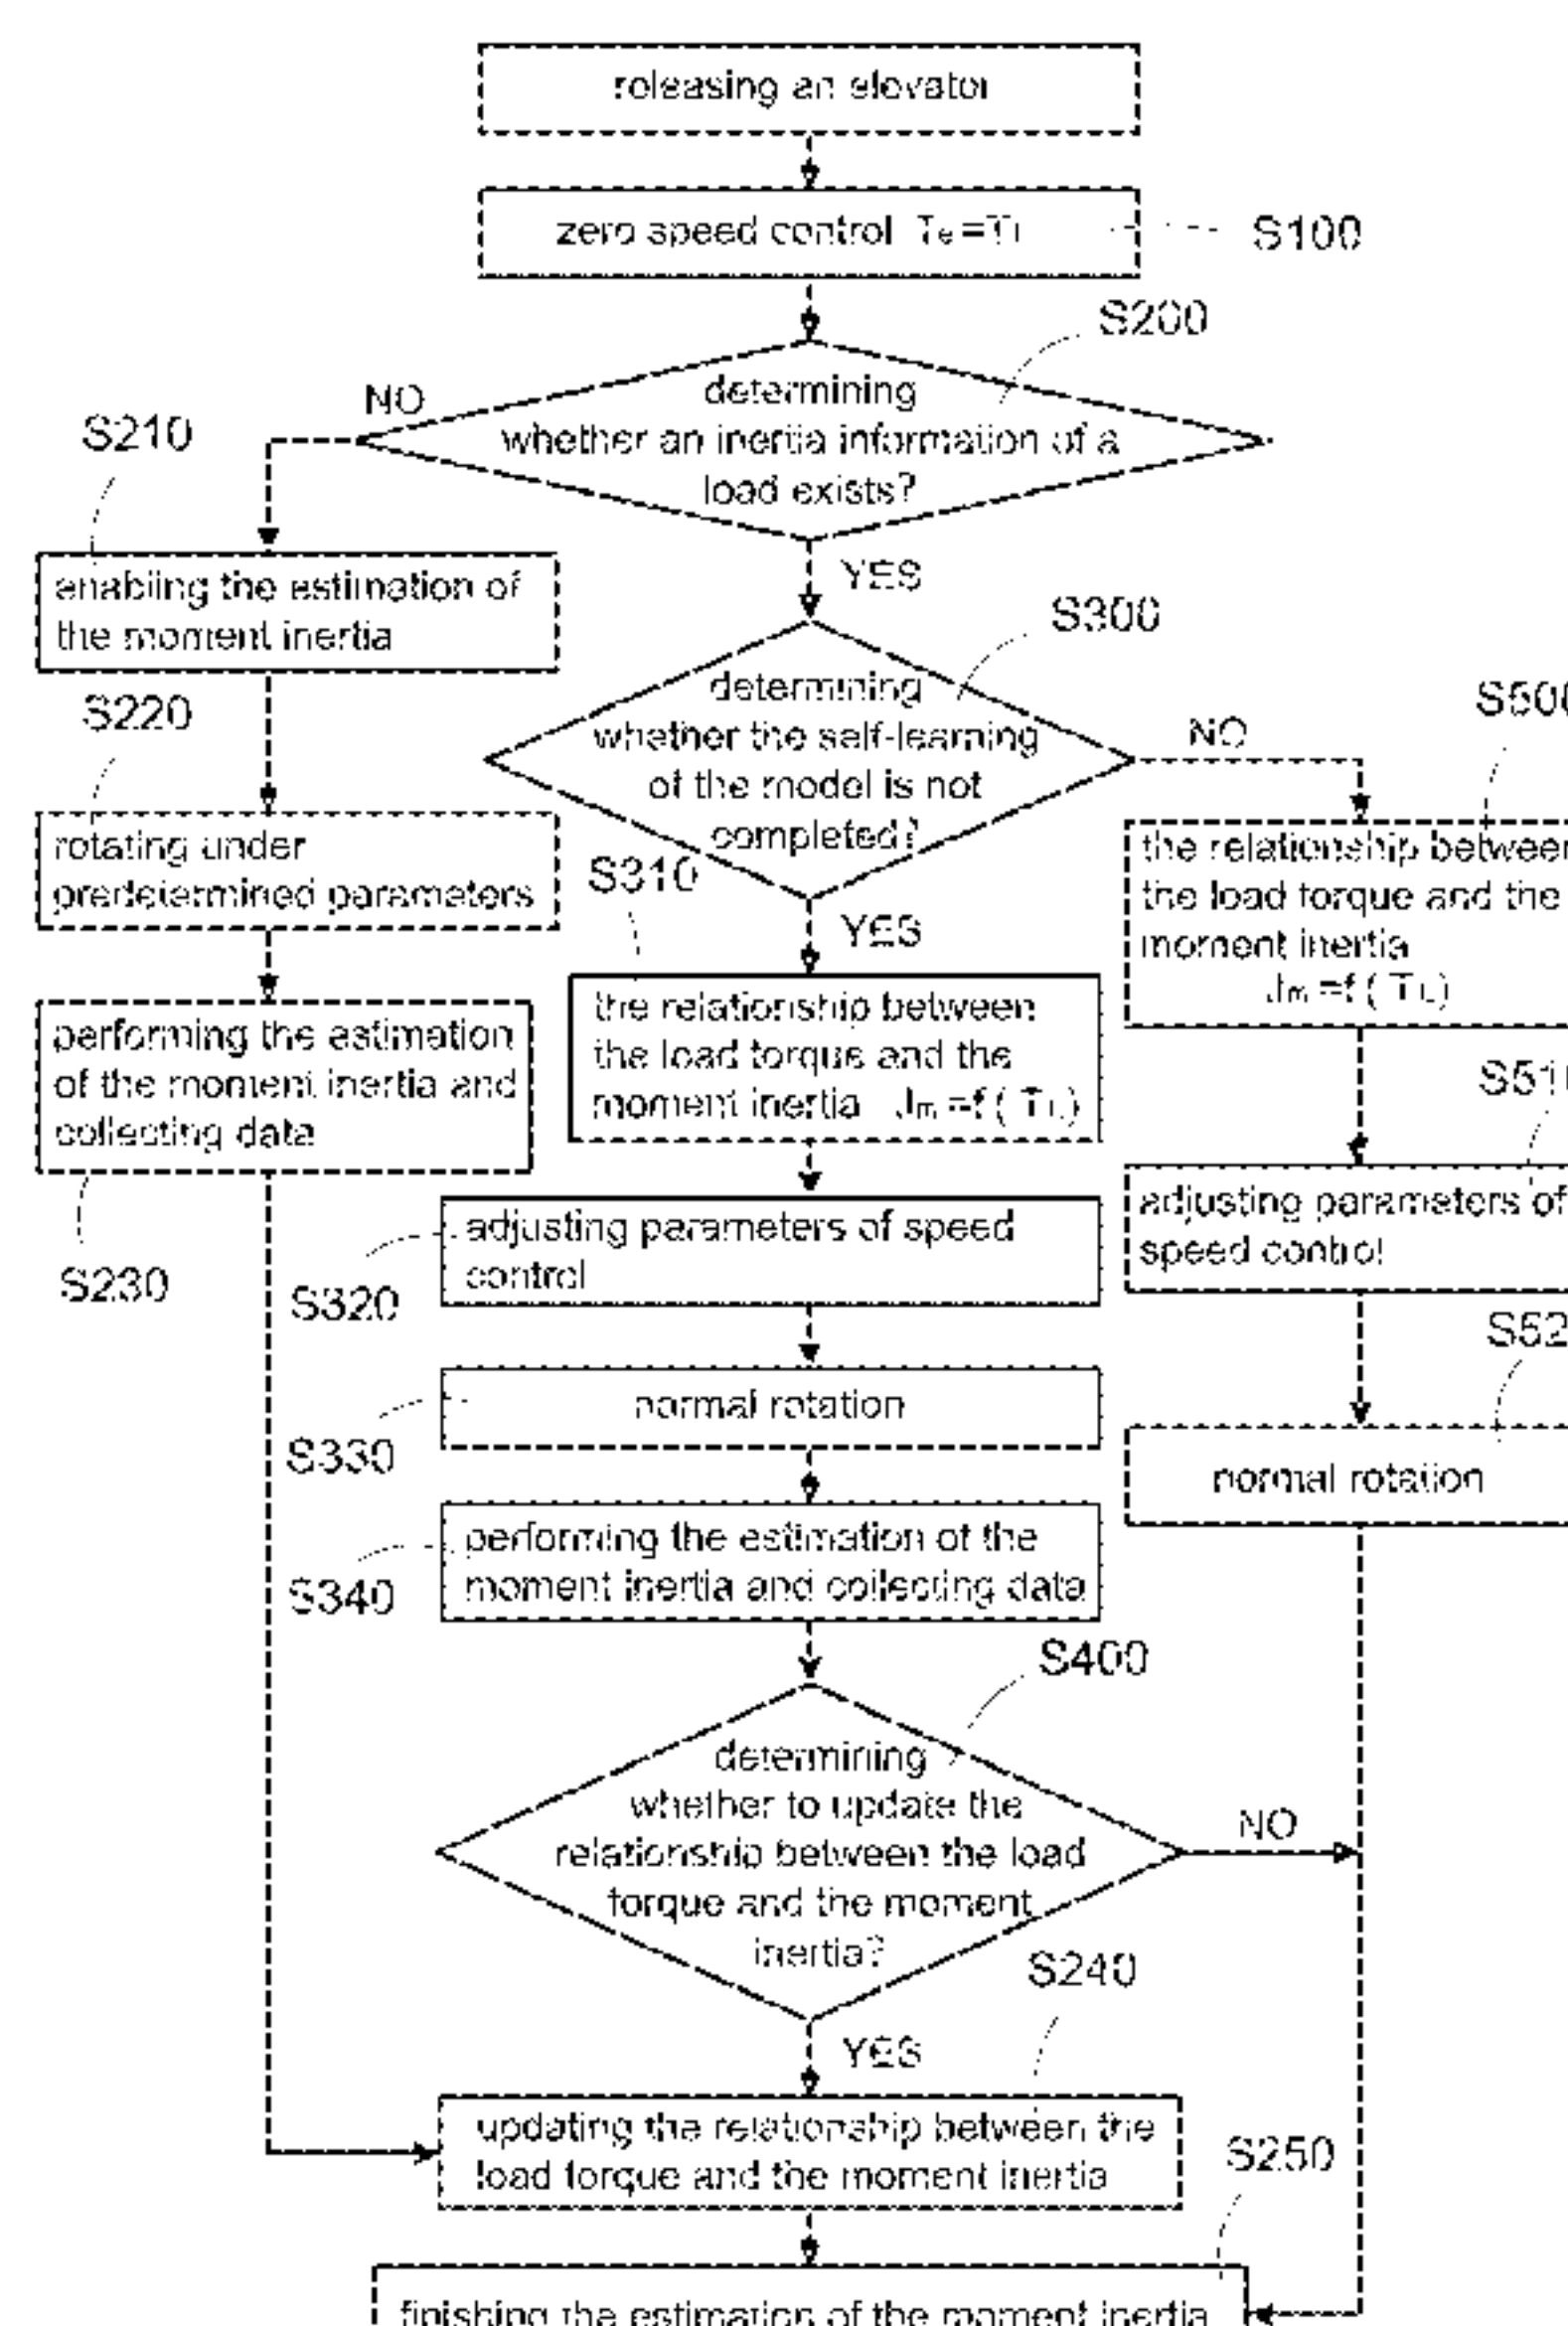 releasing an elevator
zero speed control Te=Tl
S100
S200
determining
whether an inertia information of a
load exists?
NO
S210
enabling the estimation of
the moment inertia
YES
S300
S220
determining
whether the self-learning
of the model is not
completed?
NO
rotating under
predetermined parameters
S310
YES
the relationship between
the load torque and the
moment inertia
Jm =f ( TL)
performing the estimation
of the moment inertia and
collecting data
the relationship between
the load torque and the
moment inertia Jm =f ( TL)
S230
adjusting parameters of speed
control
S320
adjusting parameters of
speed control
normal rotation
S330
normal rotation
performing the estimation of the
moment inertia and collecting data
S340
S400
determining
whether to update the
relationship between the load
torque and the moment
inertia?
NO
S240
YES
updating the relationship between the
load torque and the moment inertia
S250
finishing the estimation of the moment inertia